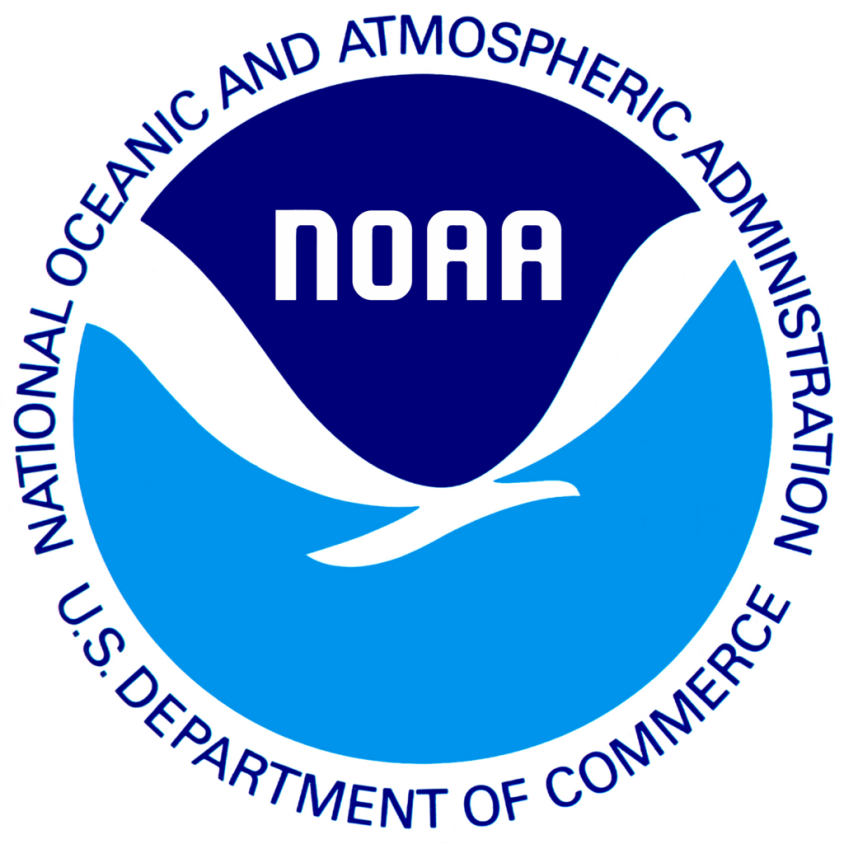 NATIONAL OCEANIC AND ATMOSPHERIC ADMINISTRATION
NOAA
U.S. DEPARTMENT OF COMMERCE